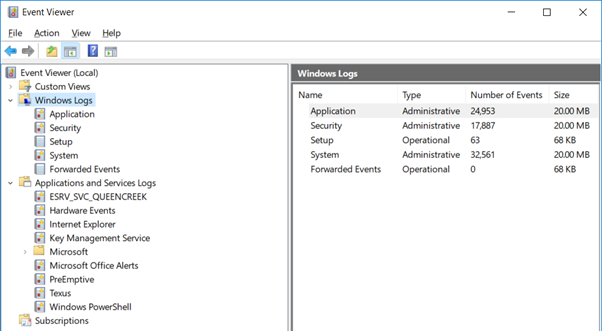 Event Viewer
File Action View Help
Event Viewer (Local)
Custom Views
Windows Logs
Application
Security
Setup
System
Forwarded Events
Applications and Services Logs
ESRV_SVC_QUEENCREEK
Hardware Events
Internet Explorer
Key Management Service
Microsoft
Microsoft Office Alerts
PreEmptive
Texus
Windows PowerShell
Subscriptions
Windows Logs
Name Type Number of Events Size
Application Administrative 24,953 20.00 MB
Security Administrative 17,887 20.00 MB
Setup Operational 63 68 KB
System Administrative 32,561 20.00 MB
Forwarded Events Operational 0 68 KB